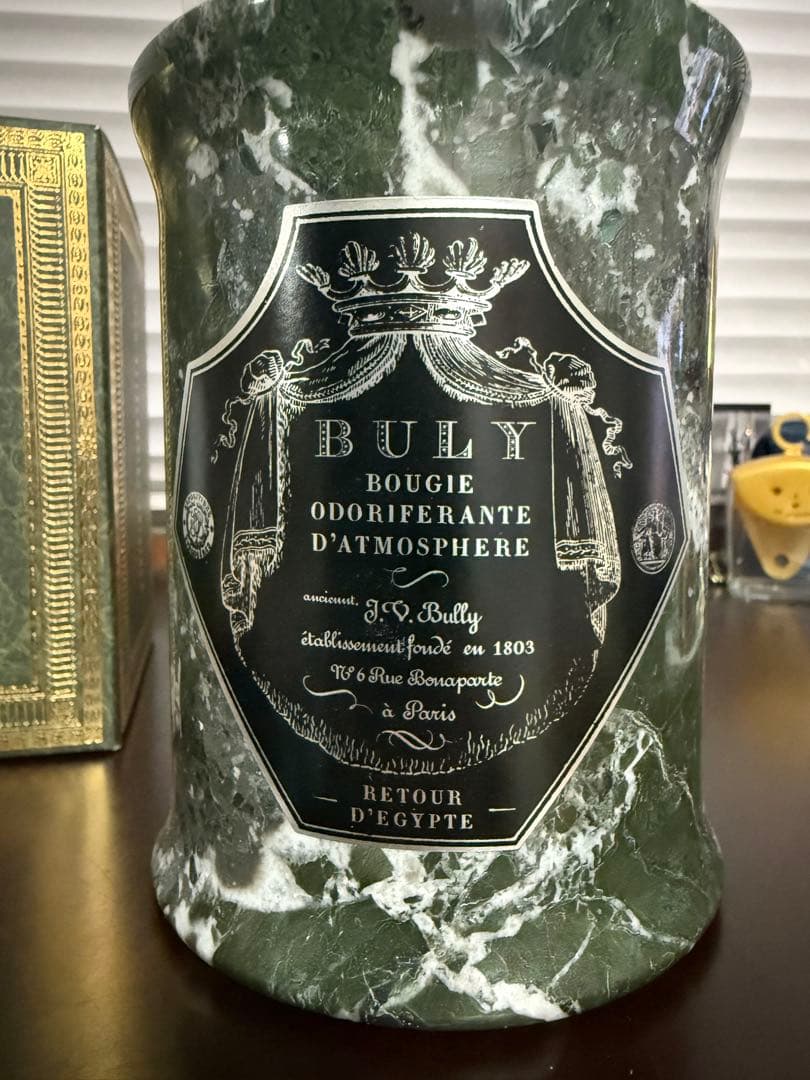 BULY
BOUGIE
ODORIFERANTE
D'ATMOSPHERE
anciennt. J.V. Bully
établissement fondé en 1803
N° 6 Rue Bonaparte
à Paris
RETOUR
D'EGYPTE